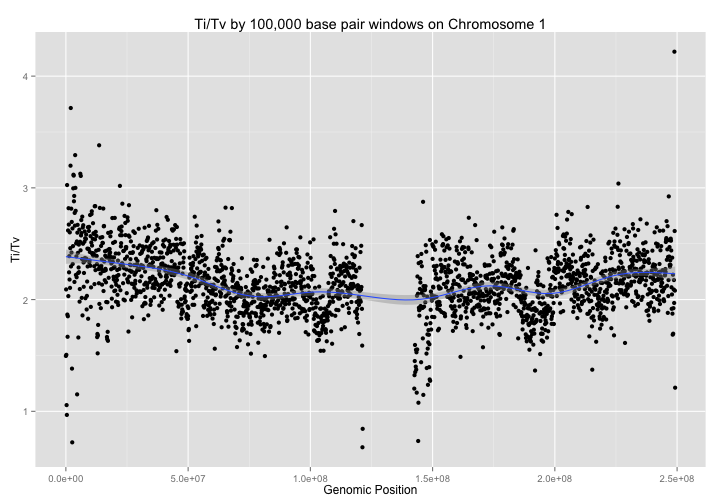 Ti/Tv by 100,000 base pair windows on Chromosome 1
Ti/Tv
4
3
2
1
0.0e+00 5.0e+07 1.0e+08 1.5e+08 2.0e+08 2.5e+08
Genomic Position